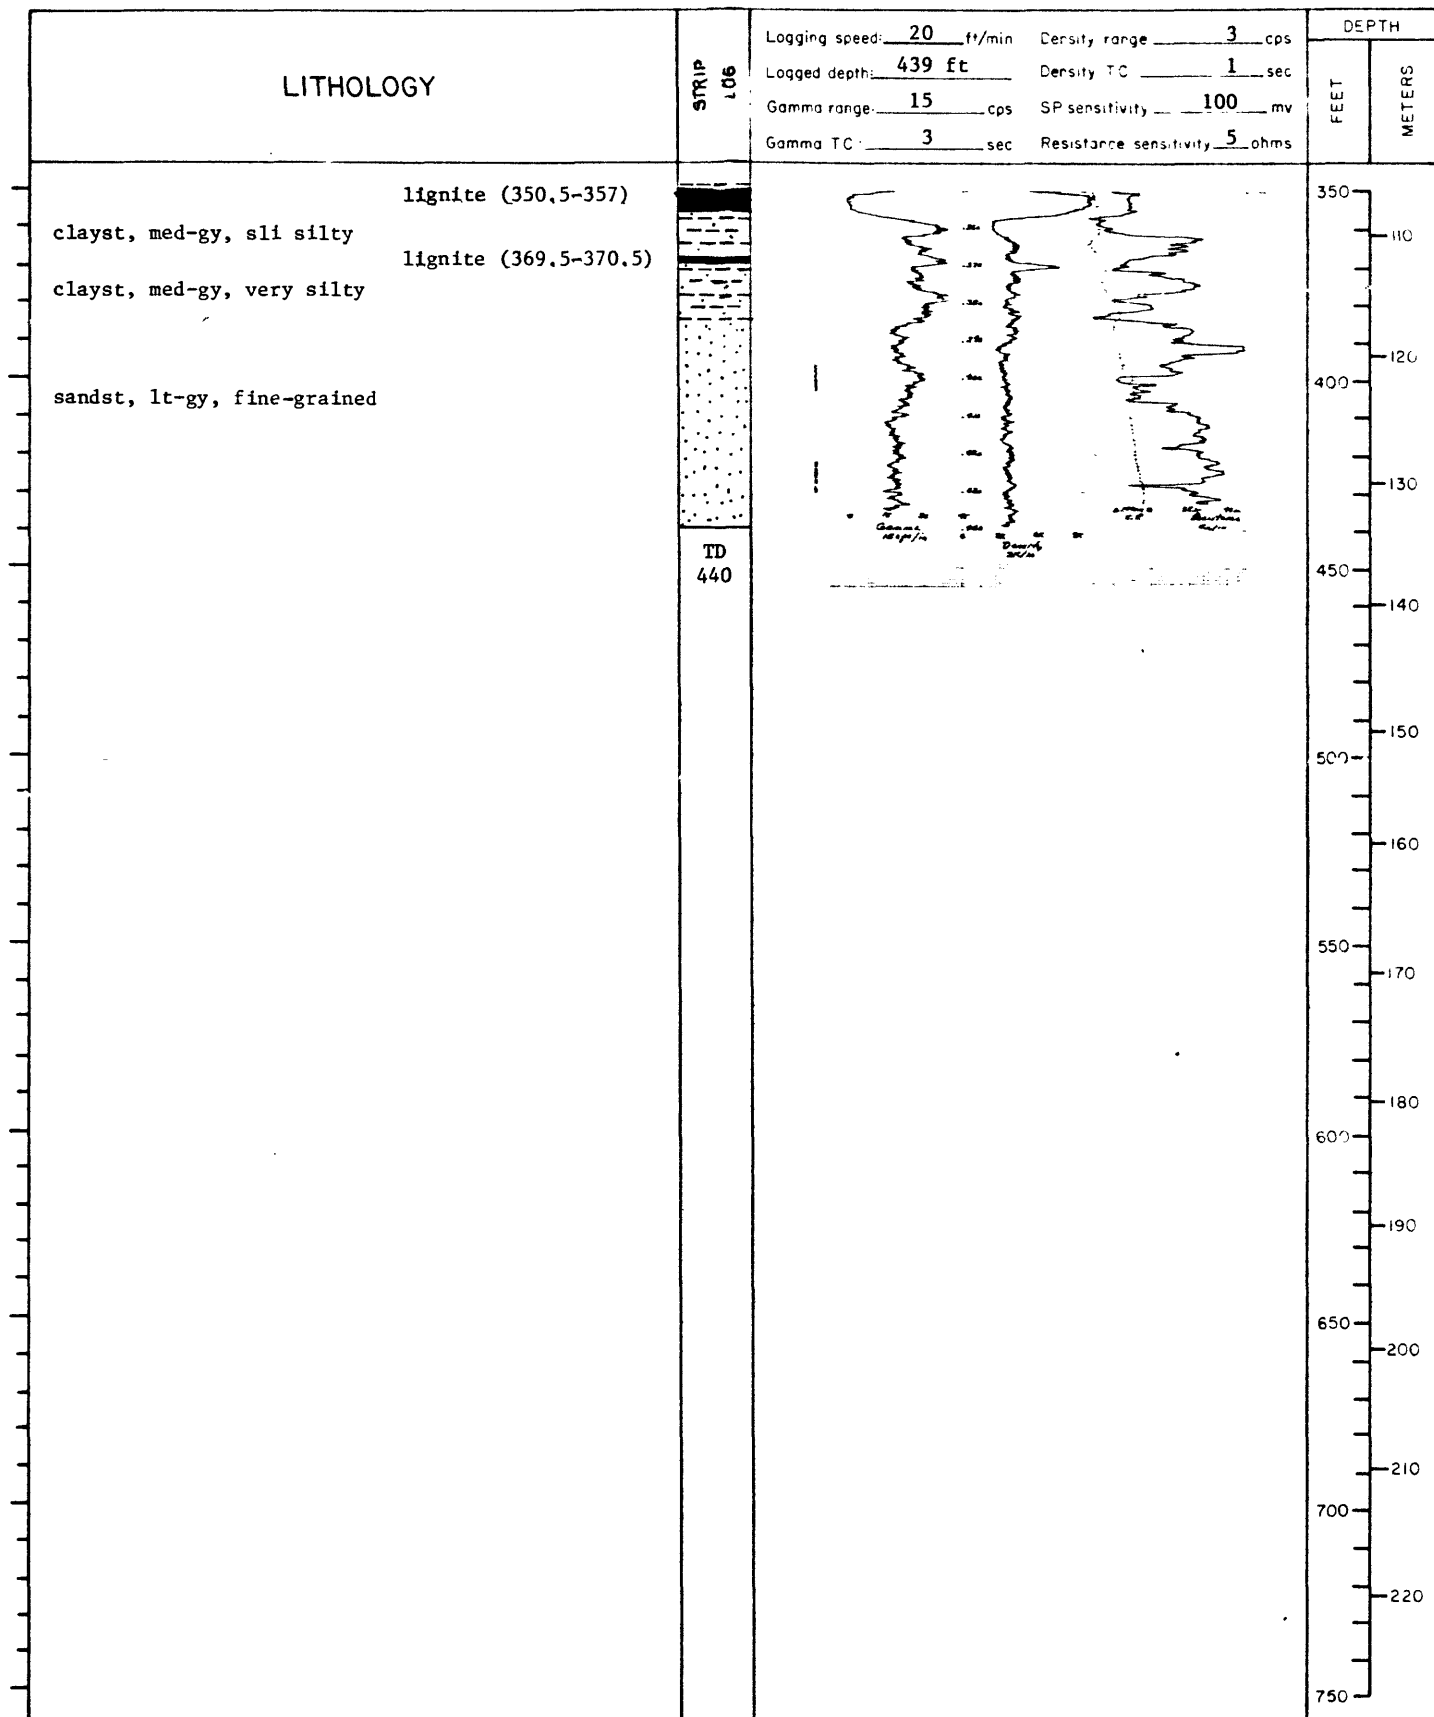 LITHOLOGY
STRIP LOG
Logging speed: 20 ft/min
Logged depth: 439 ft
Gamma range: 15 cps
Gamma TC: 3 sec
Density range 3 cps
Density TC 1 sec
SP sensitivity 100 mv
Resistance sensitivity 5 ohms
DEPTH
FEET
METERS
lignite (350.5-357)
clayst, med-gy, sli silty
lignite (369.5-370.5)
clayst, med-gy, very silty
sandst, lt-gy, fine-grained
TD
440
Gamma
Density
350
400
450
500
550
600
650
700
750
110
120
130
140
150
160
170
180
190
200
210
220